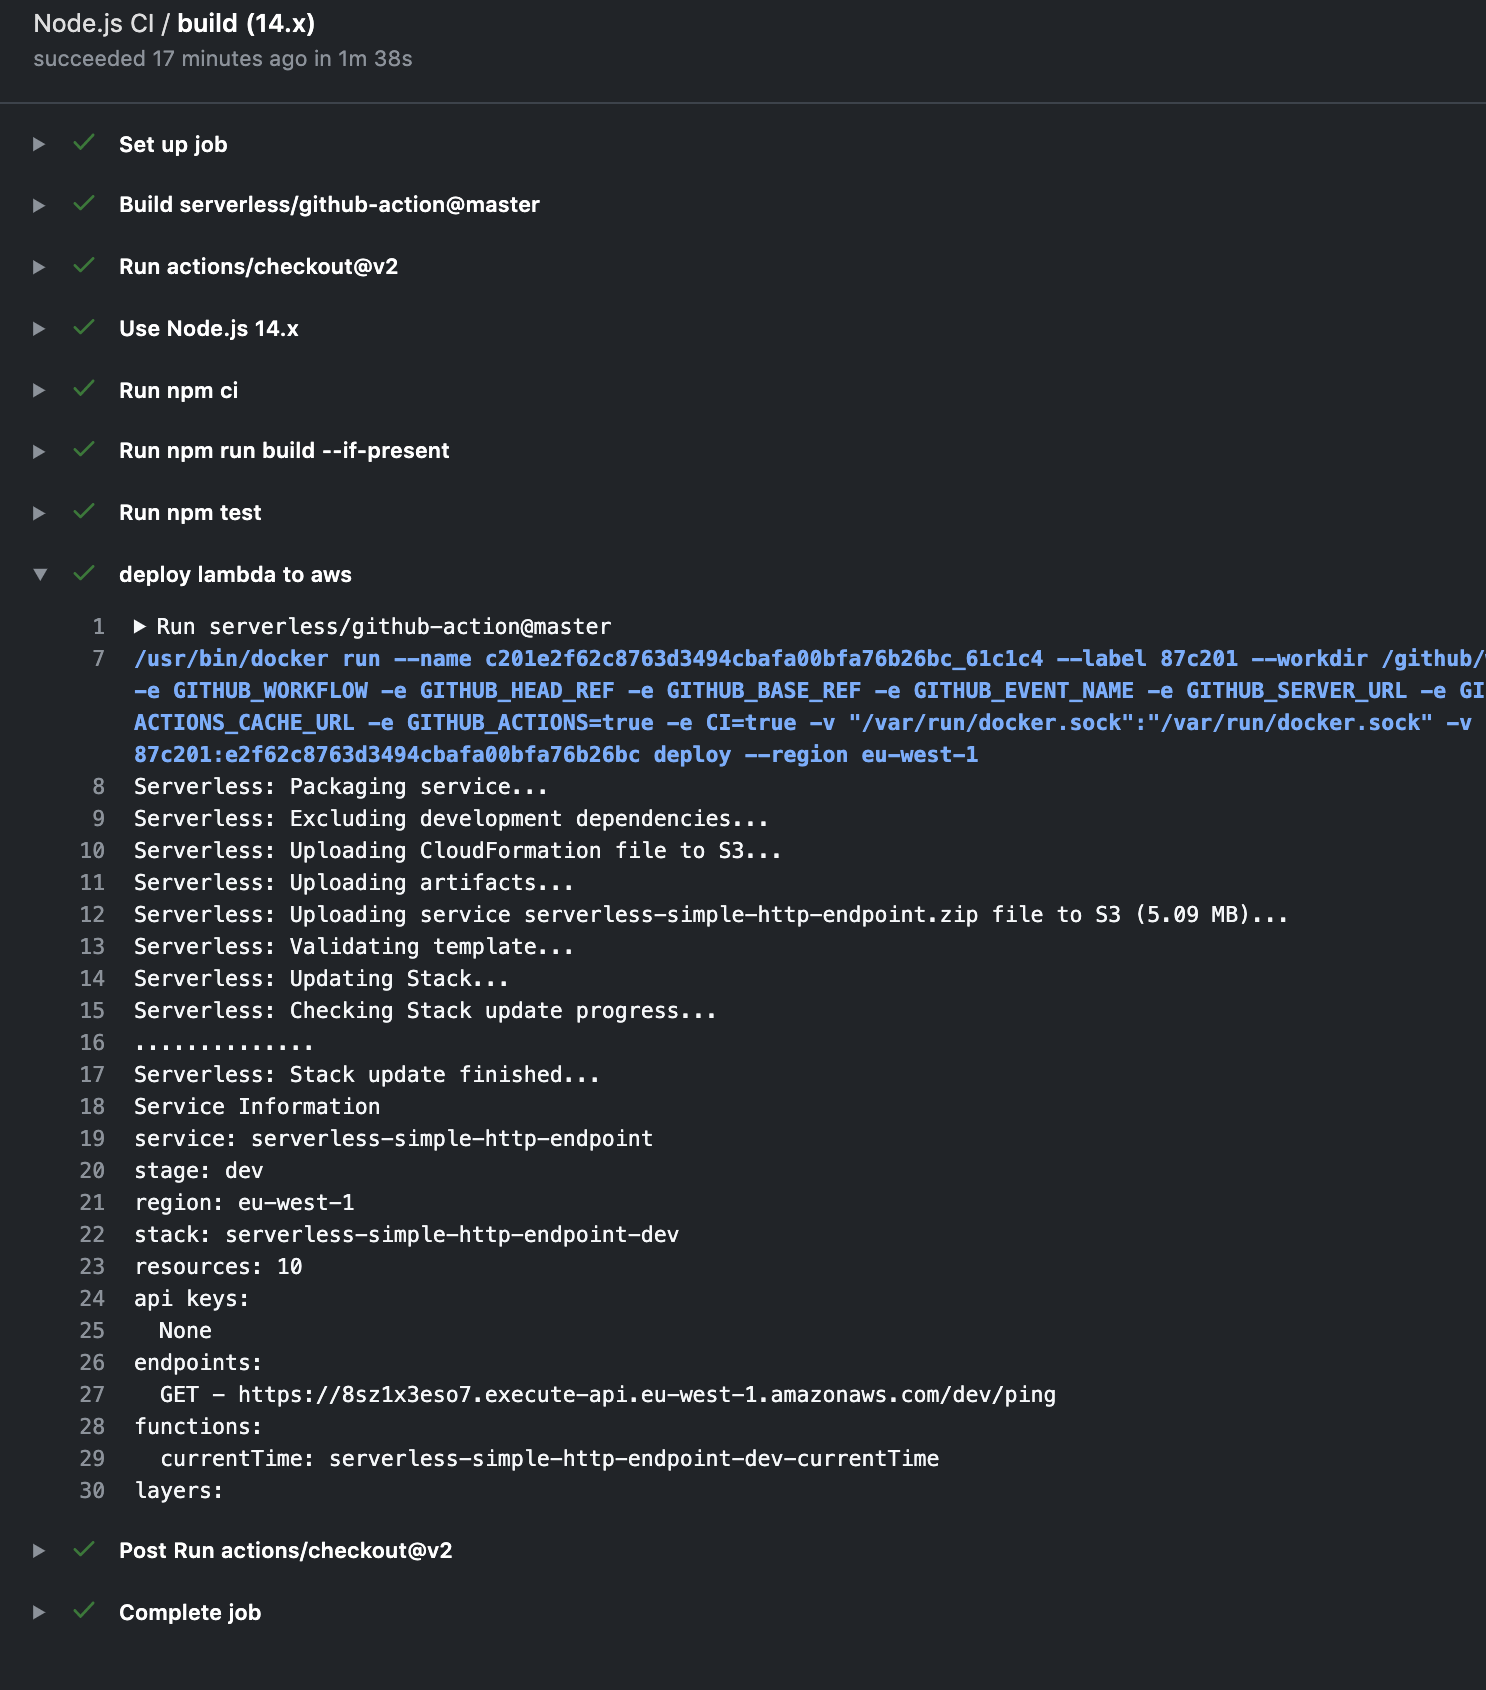 Node.js CI / build (14.x)
succeeded 17 minutes ago in 1m 38s
Set up job
Build serverless/github-action@master
Run actions/checkout@v2
Use Node.js 14.x
Run npm ci
Run npm run build --if-present
Run npm test
deploy lambda to aws
1 ▶ Run serverless/github-action@master
7 /usr/bin/docker run --name c201e2f62c8763d3494cbafa00bfa76b26bc_61c1c4 --label 87c201 --workdir /github/
-e GITHUB_WORKFLOW -e GITHUB_HEAD_REF -e GITHUB_BASE_REF -e GITHUB_EVENT_NAME -e GITHUB_SERVER_URL -e GI
ACTIONS_CACHE_URL -e GITHUB_ACTIONS=true -e CI=true -v "/var/run/docker.sock":"/var/run/docker.sock" -v
87c201:e2f62c8763d3494cbafa00bfa76b26bc deploy --region eu-west-1
8 Serverless: Packaging service...
9 Serverless: Excluding development dependencies...
10 Serverless: Uploading CloudFormation file to S3...
11 Serverless: Uploading artifacts...
12 Serverless: Uploading service serverless-simple-http-endpoint.zip file to S3 (5.09 MB)...
13 Serverless: Validating template...
14 Serverless: Updating Stack...
15 Serverless: Checking Stack update progress...
16 ..............
17 Serverless: Stack update finished...
18 Service Information
19 service: serverless-simple-http-endpoint
20 stage: dev
21 region: eu-west-1
22 stack: serverless-simple-http-endpoint-dev
23 resources: 10
24 api keys:
25 None
26 endpoints:
27 GET - https://8sz1x3eso7.execute-api.eu-west-1.amazonaws.com/dev/ping
28 functions:
29 currentTime: serverless-simple-http-endpoint-dev-currentTime
30 layers:
Post Run actions/checkout@v2
Complete job